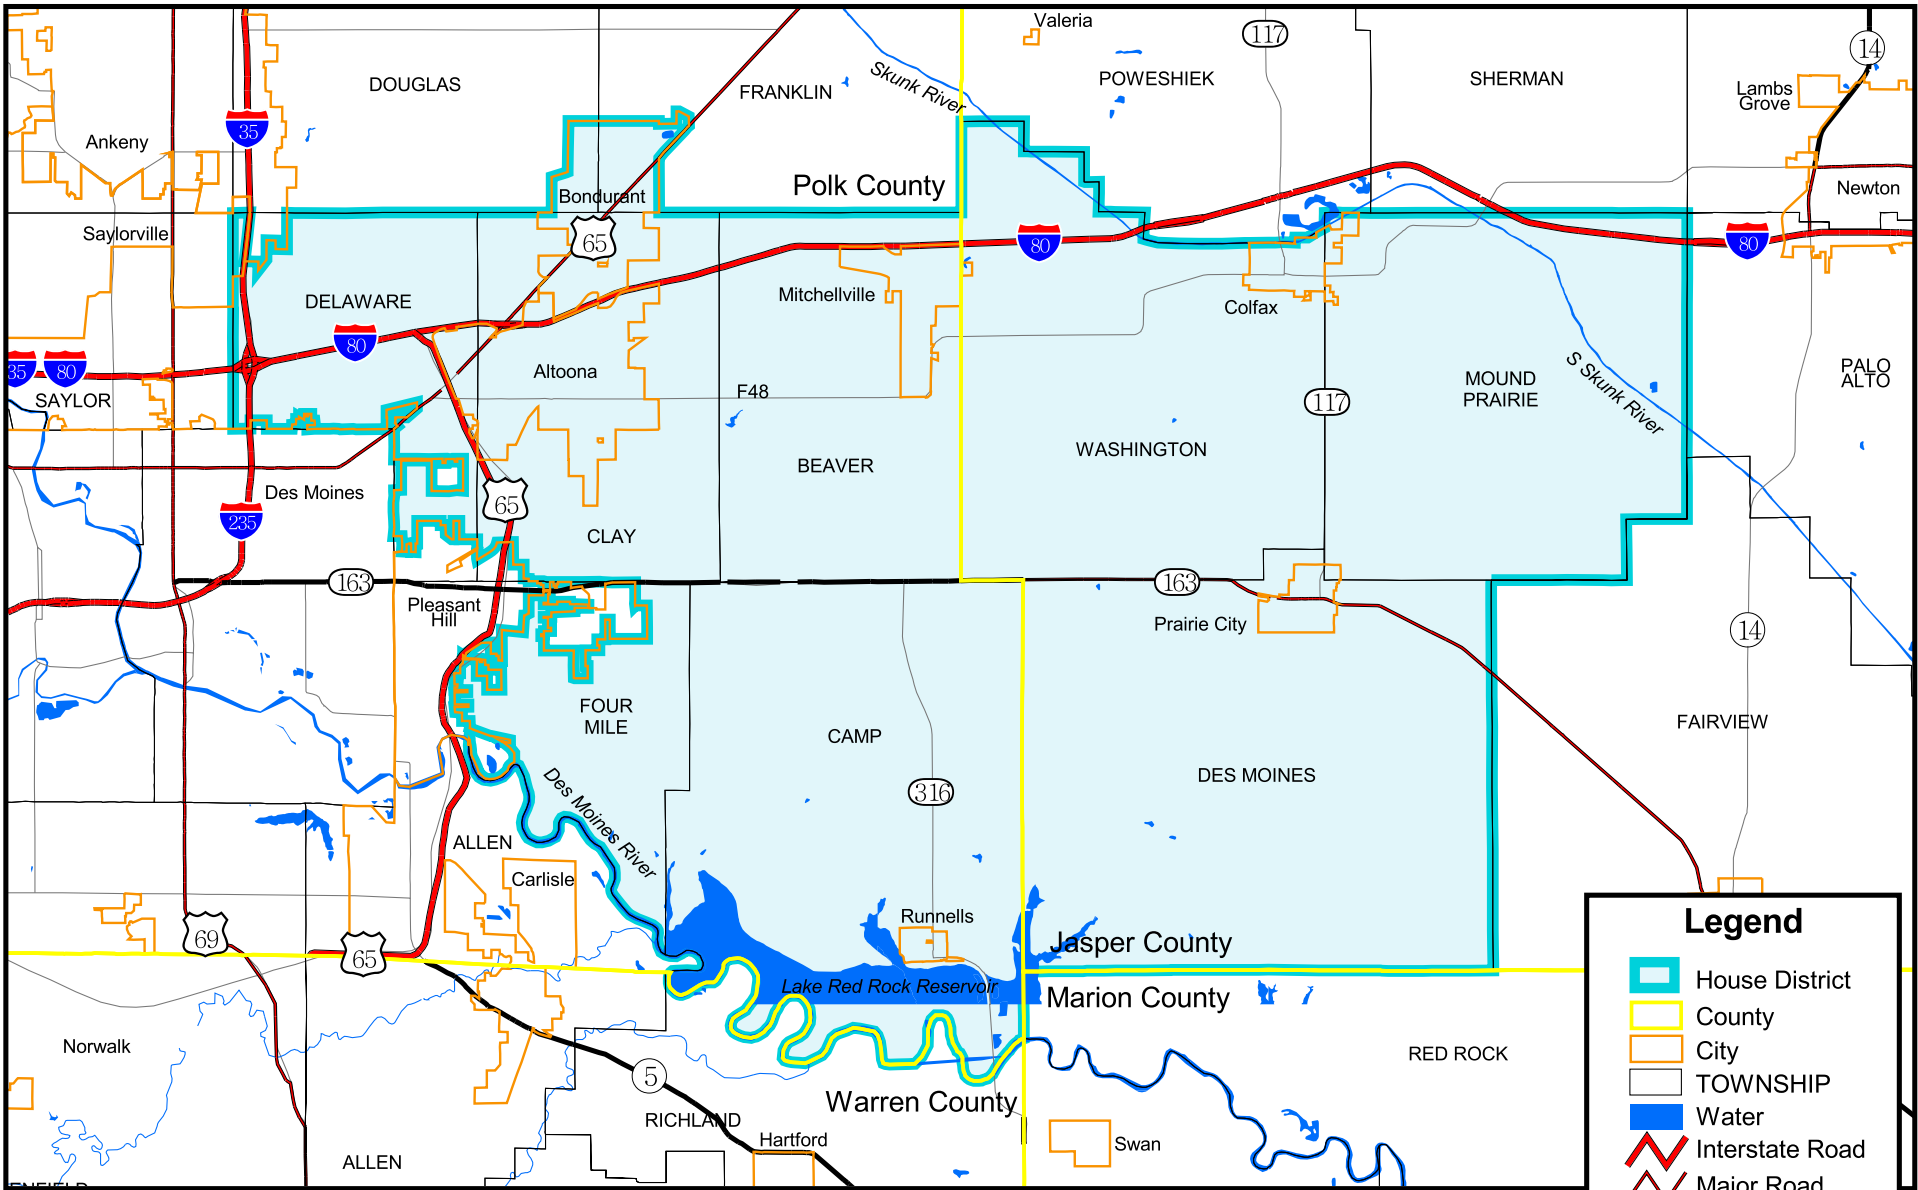 Valeria
117
14
DOUGLAS
FRANKLIN
Skunk River
POWESHIEK
SHERMAN
Lambs
Grove
35
Ankeny
Polk County
Bondurant
Newton
Saylorville
65
80
80
DELAWARE
Mitchellville
Colfax
80
35
80
SAYLOR
Altoona
F48
117
MOUND
PRAIRIE
S Skunk River
PALO
ALTO
WASHINGTON
BEAVER
Des Moines
65
235
CLAY
163
163
Pleasant
Hill
Prairie City
14
FOUR
MILE
CAMP
FAIRVIEW
DES MOINES
Des Moines River
316
ALLEN
Carlisle
Runnells
69
65
Jasper County
Lake Red Rock Reservoir
Marion County
Norwalk
5
RED ROCK
Warren County
RICHLAND
Hartford
Swan
ALLEN
ENFIELD
Legend
House District
County
City
TOWNSHIP
Water
Interstate Road
Major Road